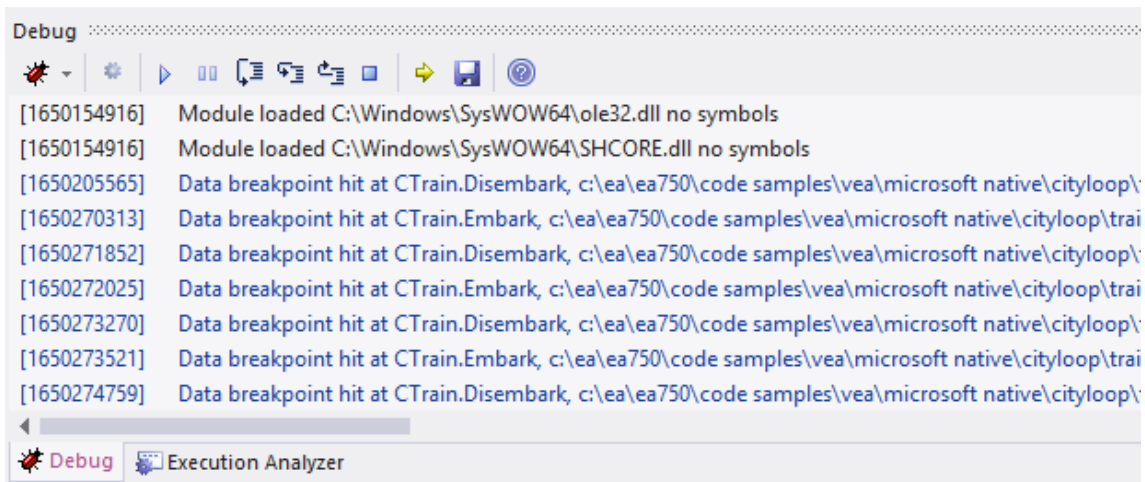 Debug
[1650154916] Module loaded C:\Windows\SysWOW64\ole32.dll no symbols
[1650154916] Module loaded C:\Windows\SysWOW64\SHCORE.dll no symbols
[1650205565] Data breakpoint hit at CTrain.Disembark, c:\ea\ea750\code samples\vea\microsoft native\cityloop\
[1650270313] Data breakpoint hit at CTrain.Embark, c:\ea\ea750\code samples\vea\microsoft native\cityloop\trai
[1650271852] Data breakpoint hit at CTrain.Disembark, c:\ea\ea750\code samples\vea\microsoft native\cityloop\
[1650272025] Data breakpoint hit at CTrain.Embark, c:\ea\ea750\code samples\vea\microsoft native\cityloop\trai
[1650273270] Data breakpoint hit at CTrain.Disembark, c:\ea\ea750\code samples\vea\microsoft native\cityloop\
[1650273521] Data breakpoint hit at CTrain.Embark, c:\ea\ea750\code samples\vea\microsoft native\cityloop\trai
[1650274759] Data breakpoint hit at CTrain.Disembark, c:\ea\ea750\code samples\vea\microsoft native\cityloop\
Debug Execution Analyzer